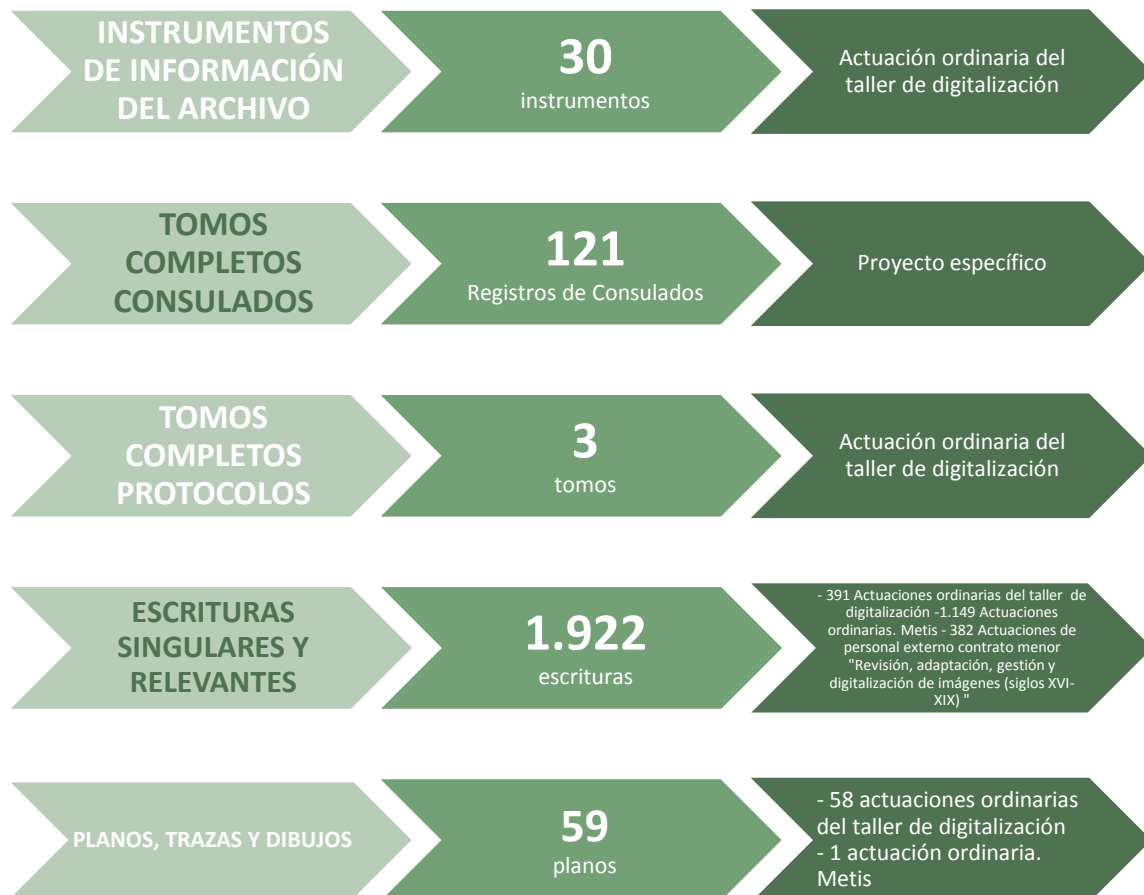 INSTRUMENTOS
DE INFORMACIÓN
DEL ARCHIVO
30
instrumentos
Actuación ordinaria del
taller de digitalización
TOMOS
COMPLETOS
CONSULADOS
121
Registros de Consulados
Proyecto específico
TOMOS
COMPLETOS
PROTOCOLOS
3
tomos
Actuación ordinaria del
taller de digitalización
ESCRITURAS
SINGULARES Y
RELEVANTES
1.922
escrituras
- 391 Actuaciones ordinarias del taller de
digitalización -1.149 Actuaciones
ordinarias. Metis - 382 Actuaciones de
personal externo contrato menor
"Revisión, adaptación, gestión y
digitalización de imágenes (siglos XVI-
XIX) "
PLANOS, TRAZAS Y DIBUJOS
59
planos
- 58 actuaciones ordinarias
del taller de digitalización
- 1 actuación ordinaria.
Metis